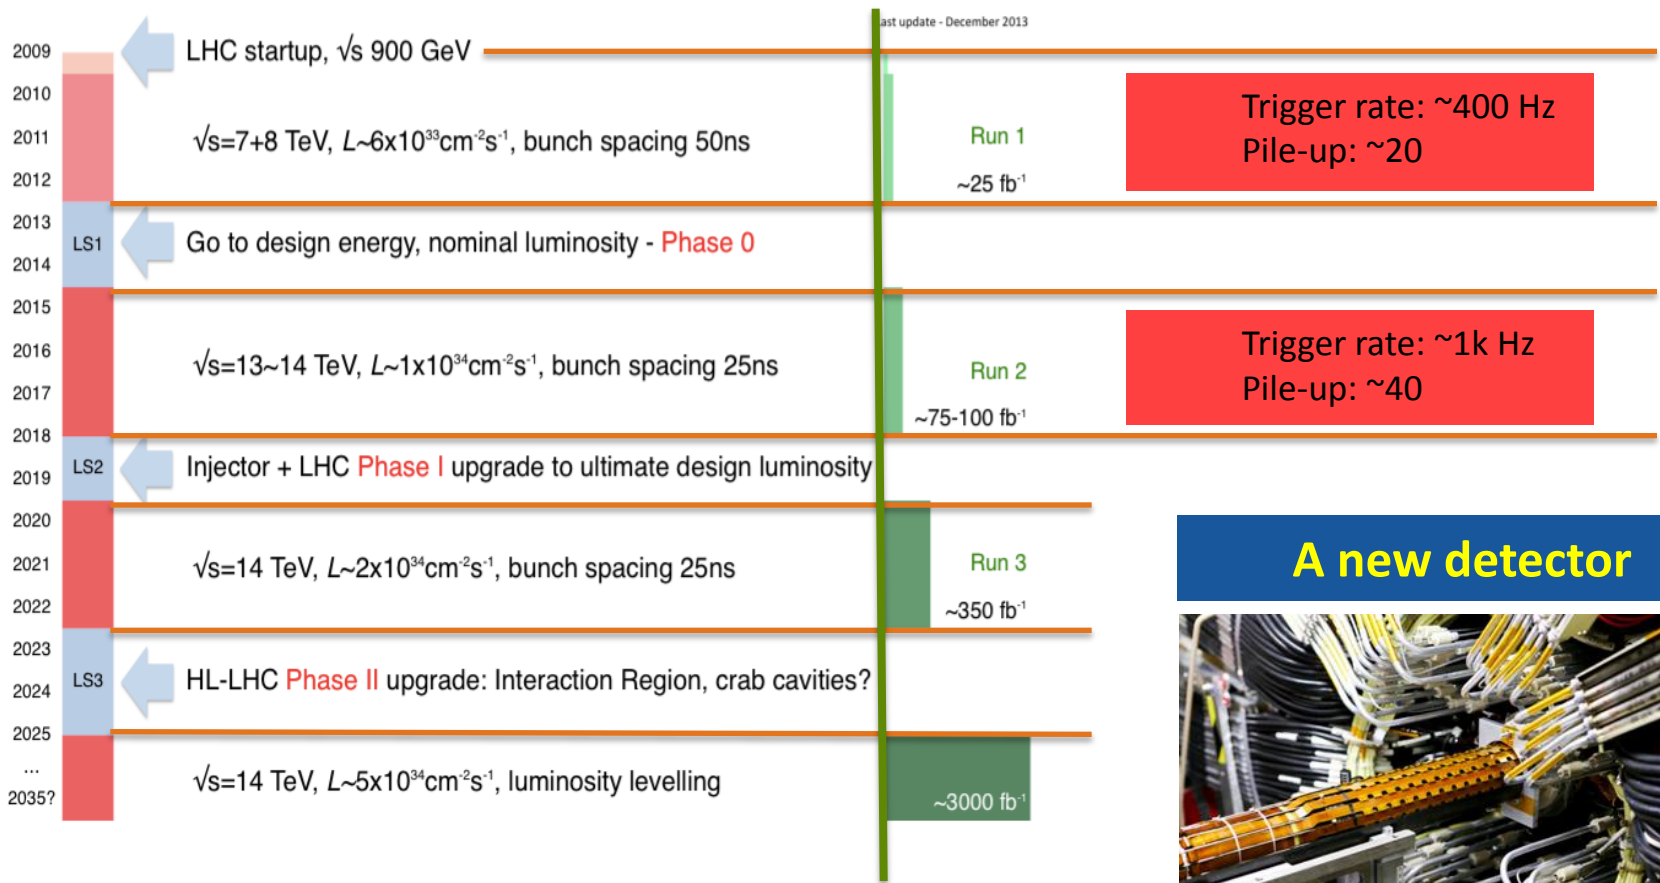 Last update - December 2013
2009
LHC startup, √s 900 GeV
2010
2011
2012
√s=7+8 TeV, L~6x10³³cm⁻²s⁻¹, bunch spacing 50ns
Run 1
~25 fb⁻¹
Trigger rate: ~400 Hz
Pile-up: ~20
2013
2014
LS1
Go to design energy, nominal luminosity - Phase 0
2015
2016
2017
2018
√s=13~14 TeV, L~1x10³⁴cm⁻²s⁻¹, bunch spacing 25ns
Run 2
~75-100 fb⁻¹
Trigger rate: ~1k Hz
Pile-up: ~40
LS2
2019
Injector + LHC Phase I upgrade to ultimate design luminosity
2020
2021
2022
√s=14 TeV, L~2x10³⁴cm⁻²s⁻¹, bunch spacing 25ns
Run 3
~350 fb⁻¹
A new detector
2023
2024
LS3
HL-LHC Phase II upgrade: Interaction Region, crab cavities?
2025
...
2035?
√s=14 TeV, L~5x10³⁴cm⁻²s⁻¹, luminosity levelling
~3000 fb⁻¹